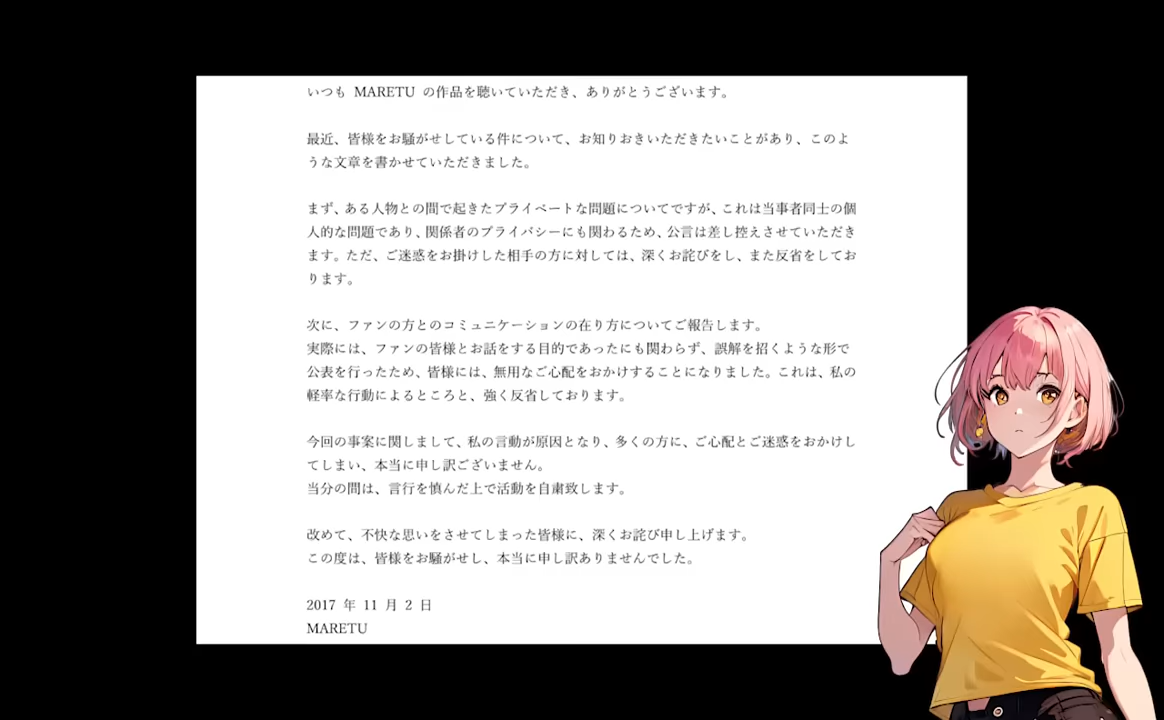 いつも MARETU の作品を聴いていただき、ありがとうございます。
最近、皆様をお騒がせしている件について、お知りおきいただきたいことがあり、このよ
うな文章を書かせていただきました。
まず、ある人物との間で起きたプライベートな問題についてですが、これは当事者同士の個
人的な問題であり、関係者のプライバシーにも関わるため、公言は差し控えさせていただき
ます。ただ、ご迷惑をお掛けした相手の方に対しては、深くお詫びをし、また反省をしてお
ります。
次に、ファンの方とのコミュニケーションの在り方についてご報告します。
実際には、ファンの皆様とお話をする目的であったにも関わらず、誤解を招くような形で
公表を行ったため、皆様には、無用なご心配をおかけすることになりました。これは、私の
軽率な行動によるところと、強く反省しております。
今回の事案に関しまして、私の言動が原因となり、多くの方に、ご心配とご迷惑をおかけし
てしまい、本当に申し訳ございません。
当分の間は、言行を慎んだ上で活動を自粛致します。
改めて、不快な思いをさせてしまった皆様に、深くお詫び申し上げます。
この度は、皆様をお騒がせし、本当に申し訳ありませんでした。
2017 年 11 月 2 日
MARETU